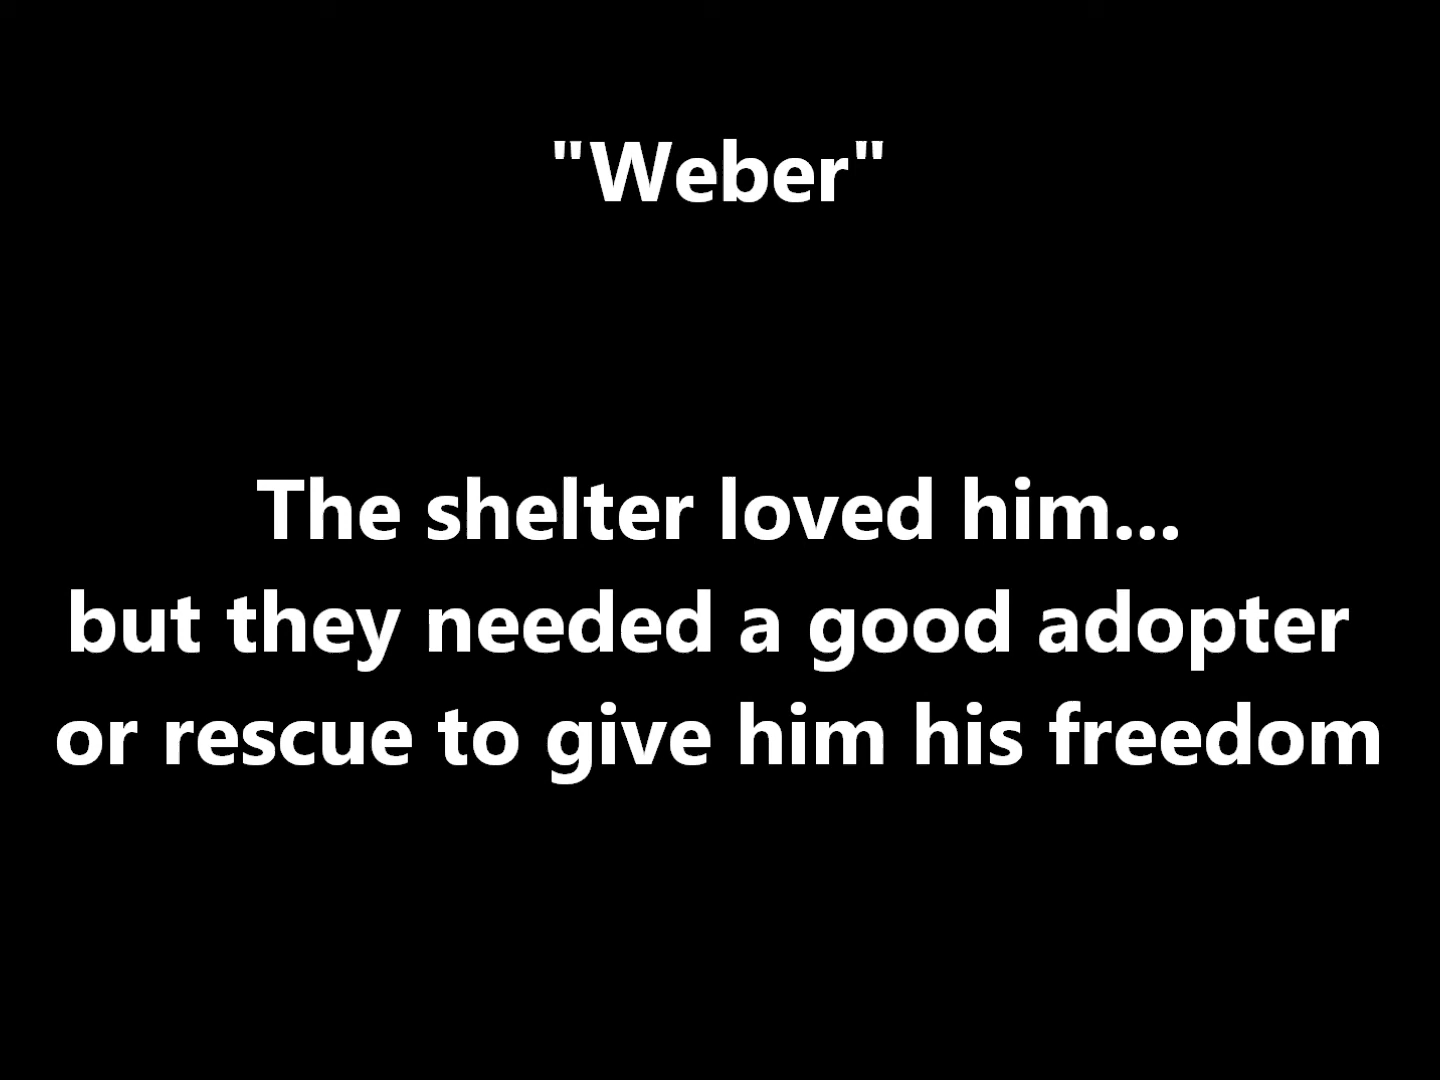 "Weber"
The shelter loved him...
but they needed a good adopter
or rescue to give him his freedom